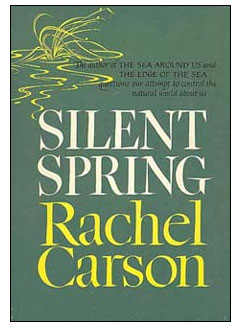 The author of THE SEA AROUND US and
THE EDGE OF THE SEA
questions our attempt to control the
natural world about us
SILENT
SPRING
Rachel
Carson